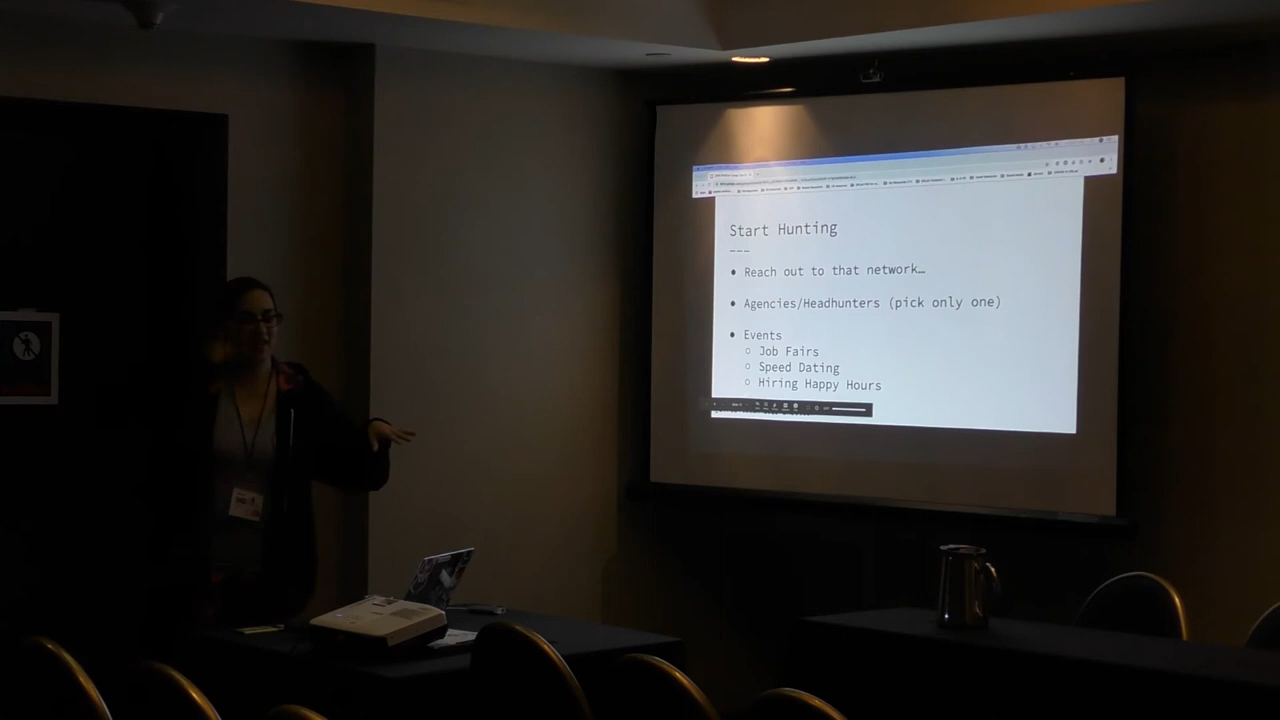 Start Hunting
---
● Reach out to that network…
● Agencies/Headhunters (pick only one)
● Events
○ Job Fairs
○ Speed Dating
○ Hiring Happy Hours